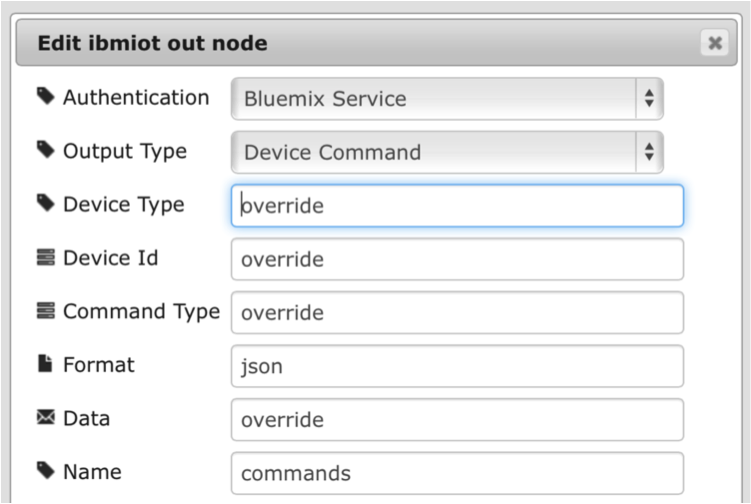 Edit ibmiot out node
Authentication Bluemix Service
Output Type Device Command
Device Type override
Device Id override
Command Type override
Format json
Data override
Name commands